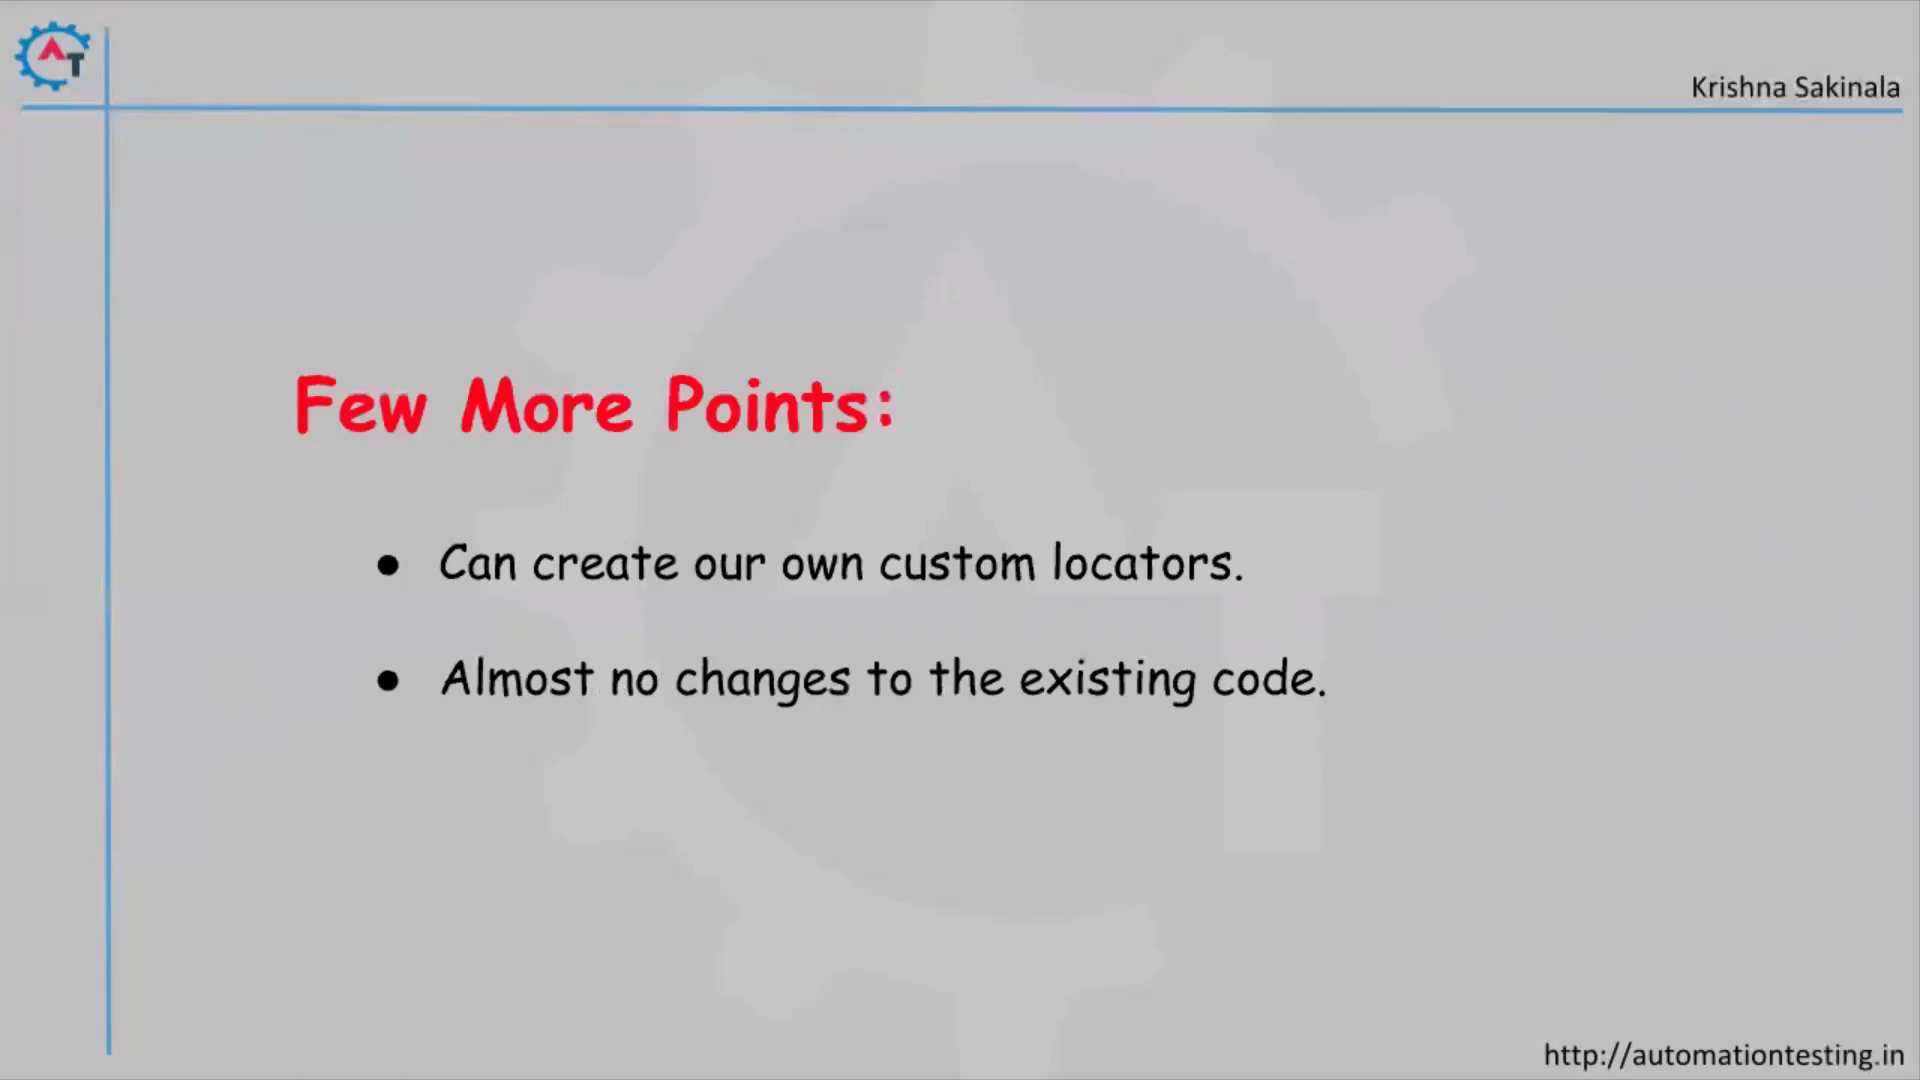 AT
Krishna Sakinala
Few More Points:
● Can create our own custom locators.
● Almost no changes to the existing code.
http://automationtesting.in